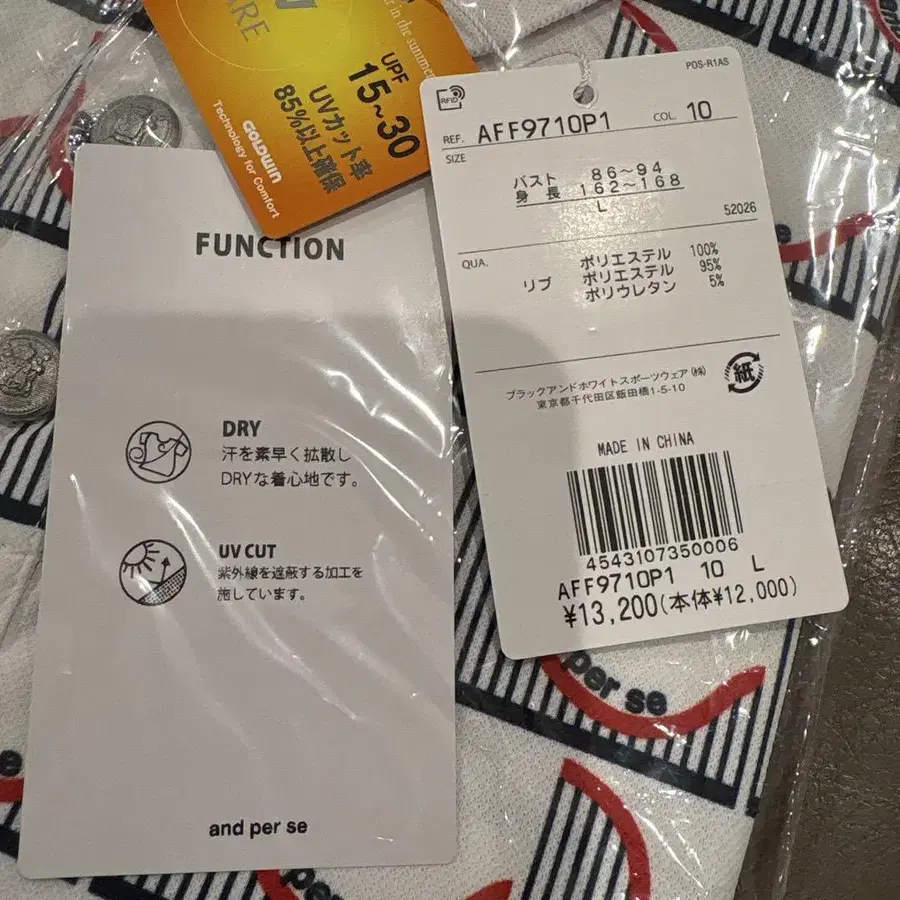 ARE
in the summer
UPF
15~30
UVカット率
85%以上確保
GOLDWIN
Technology for Comfort
FUNCTION
DRY
汗を素早く拡散し
DRYな着心地です。
UV CUT
紫外線を遮蔽する加工を
施しています。
and per se
POS-R1AS
RFID
REF. AFF9710P1 COL. 10
SIZE
バスト 86~94
身長 162~168
L
52026
QUA. ポリエステル 100%
リブ ポリエステル 95%
ポリウレタン 5%
ブラックアンドホワイトスポーツウェア(株)
東京都千代田区飯田橋1-5-10
紙
MADE IN CHINA
4543107350006
AFF9710P1 10 L
¥13,200(本体¥12,000)
per se
per se